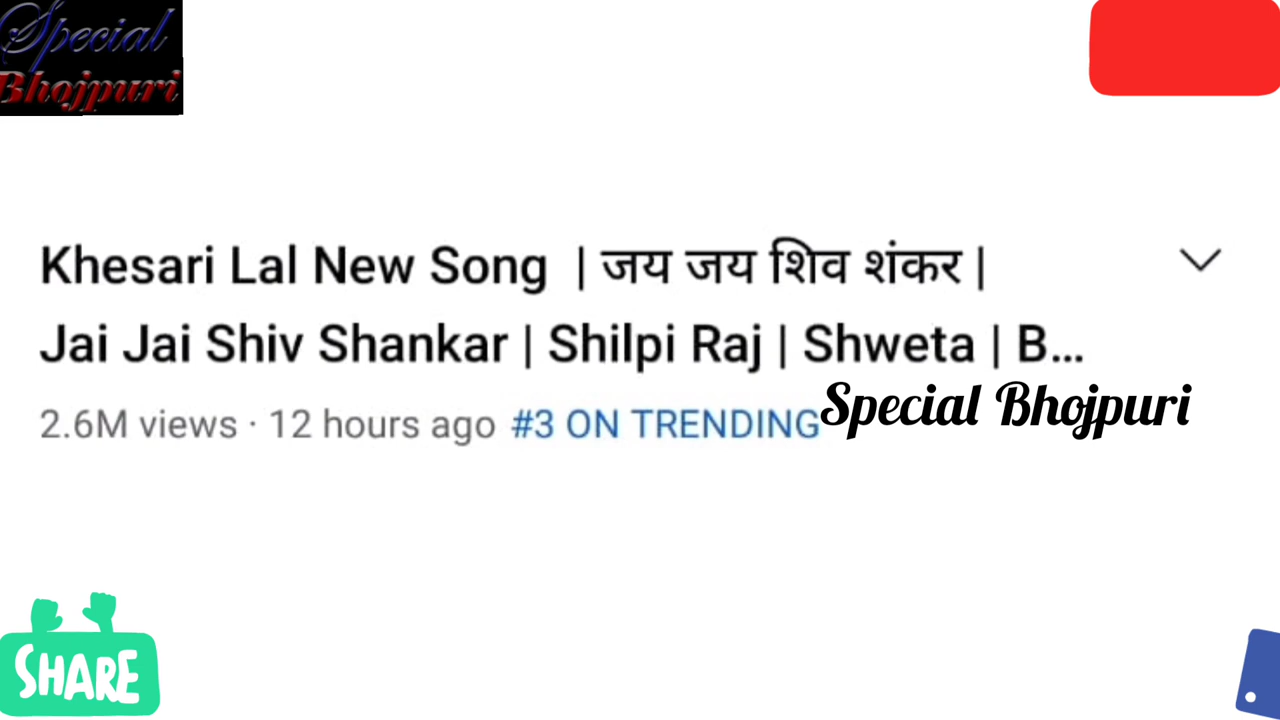 Special
Bhojpuri
Khesari Lal New Song | जय जय शिव शंकर |
Jai Jai Shiv Shankar | Shilpi Raj | Shweta | B...
2.6M views · 12 hours ago #3 ON TRENDING
Special Bhojpuri
SHARE